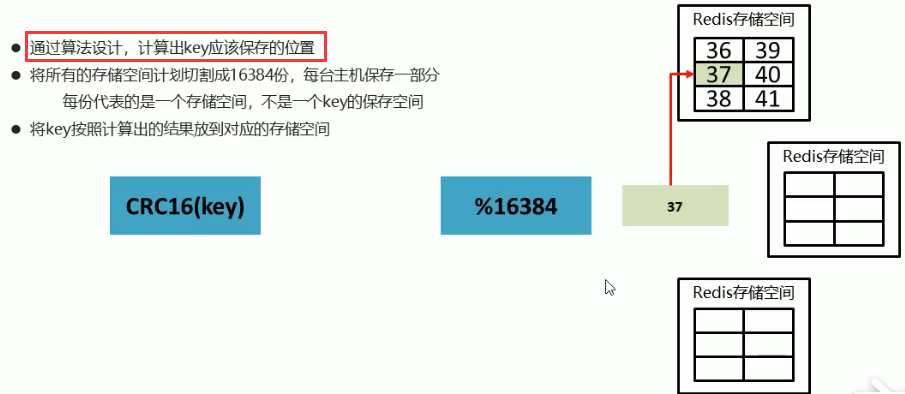 通过算法设计，计算出key应该保存的位置
将所有的存储空间计划切割成16384份，每台主机保存一部分
每份代表的是一个存储空间，不是一个key的保存空间
将key按照计算出的结果放到对应的存储空间
CRC16(key)
%16384
37
Redis存储空间
36 39
37 40
38 41
Redis存储空间
Redis存储空间